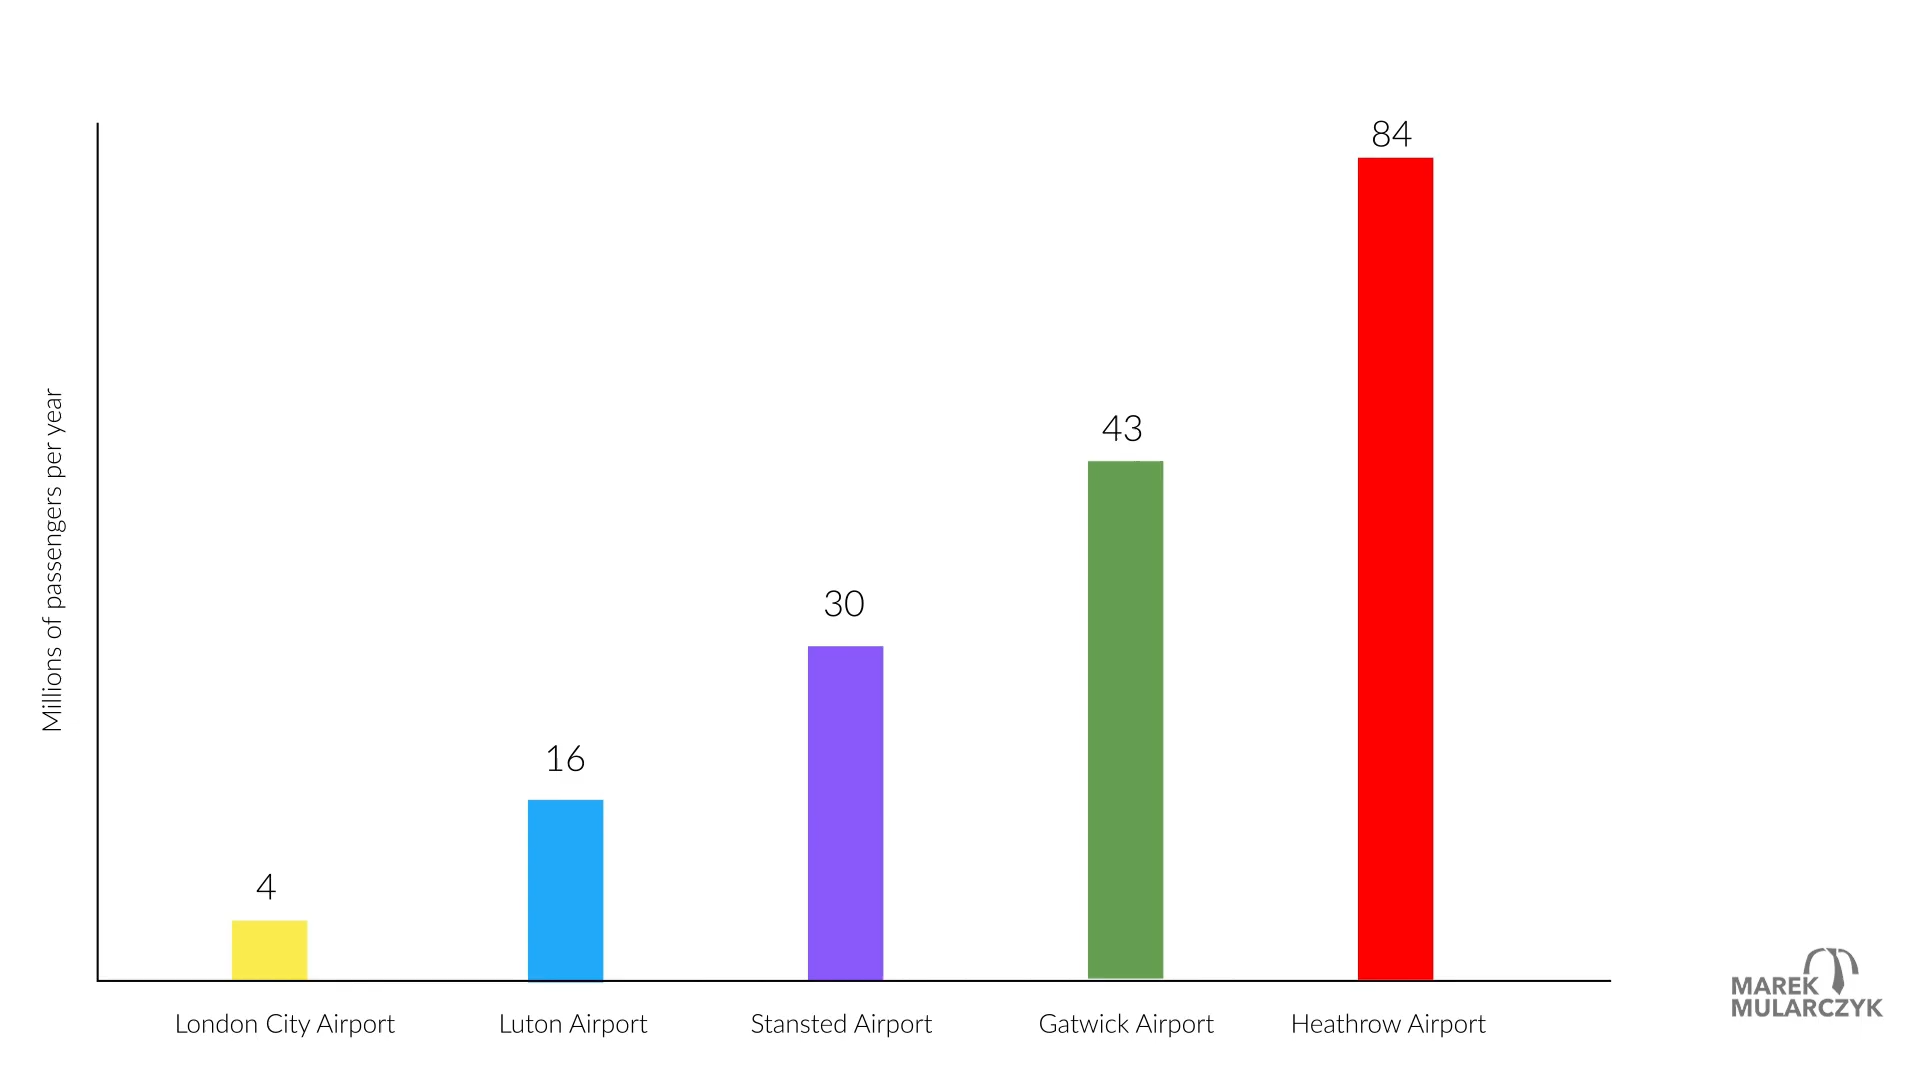 84
43
30
16
4
Millions of passengers per year
London City Airport
Luton Airport
Stansted Airport
Gatwick Airport
Heathrow Airport
MAREK
MULARCZYK